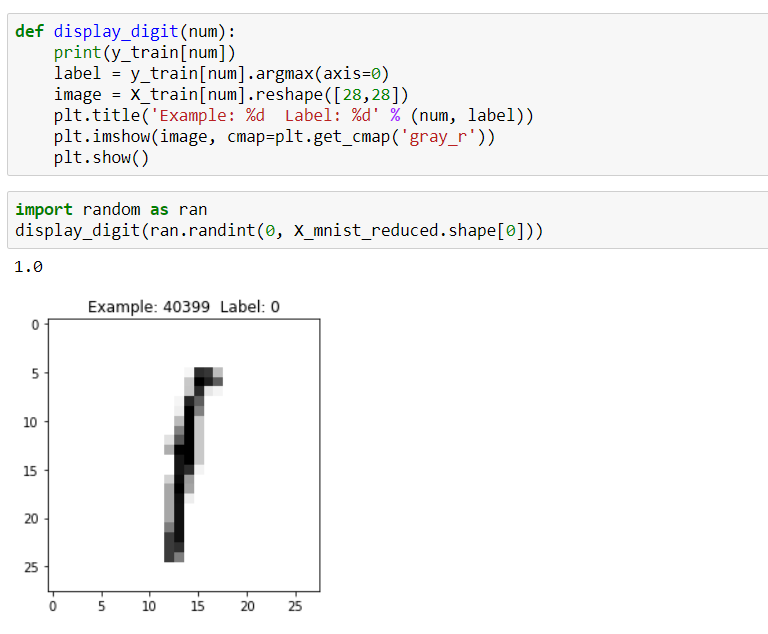 def display_digit(num):
    print(y_train[num])
    label = y_train[num].argmax(axis=0)
    image = X_train[num].reshape([28,28])
    plt.title('Example: %d  Label: %d' % (num, label))
    plt.imshow(image, cmap=plt.get_cmap('gray_r'))
    plt.show()
import random as ran
display_digit(ran.randint(0, X_mnist_reduced.shape[0]))
1.0
Example: 40399  Label: 0
0
5
10
15
20
25
0 5 10 15 20 25